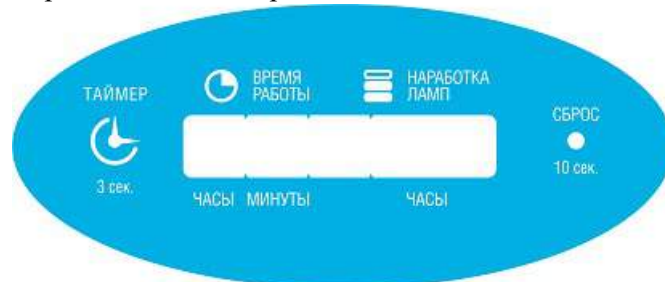 ТАЙМЕР
3 сек.
ВРЕМЯ
РАБОТЫ
НАРАБОТКА
ЛАМП
ЧАСЫ МИНУТЫ ЧАСЫ
СБРОС
10 сек.